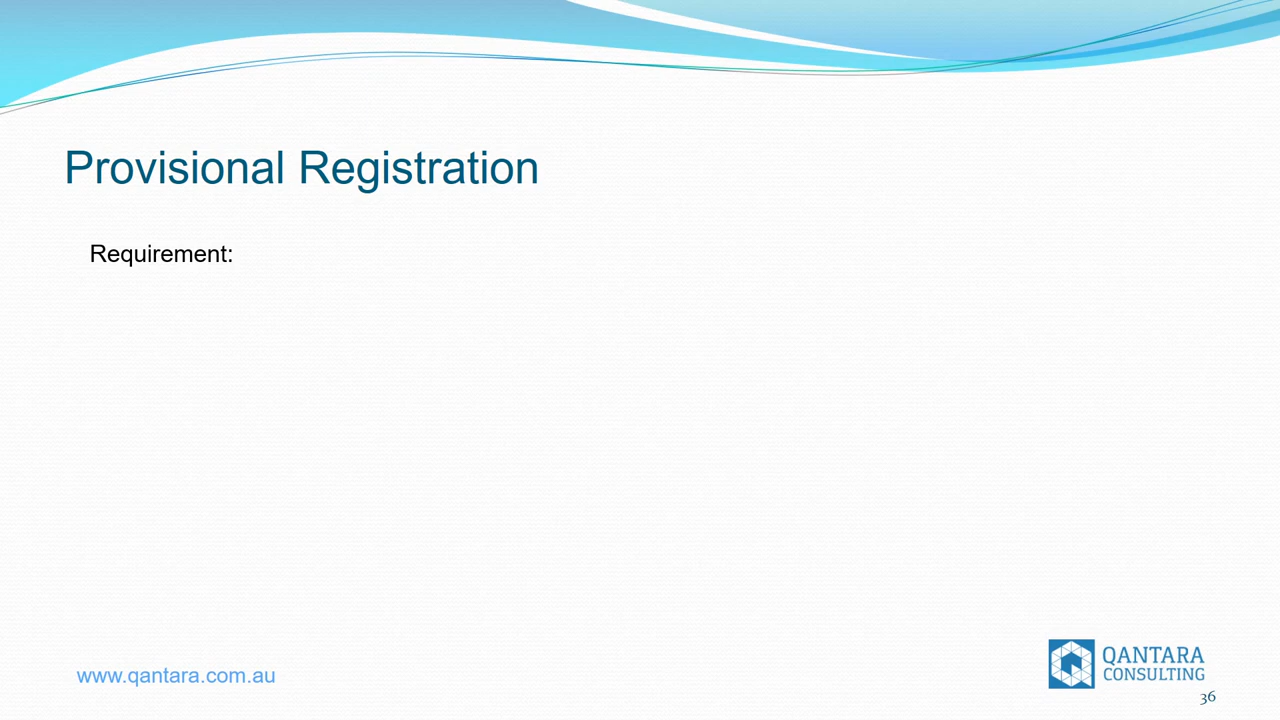 Provisional Registration
Requirement:
www.qantara.com.au
QANTARA
CONSULTING
36